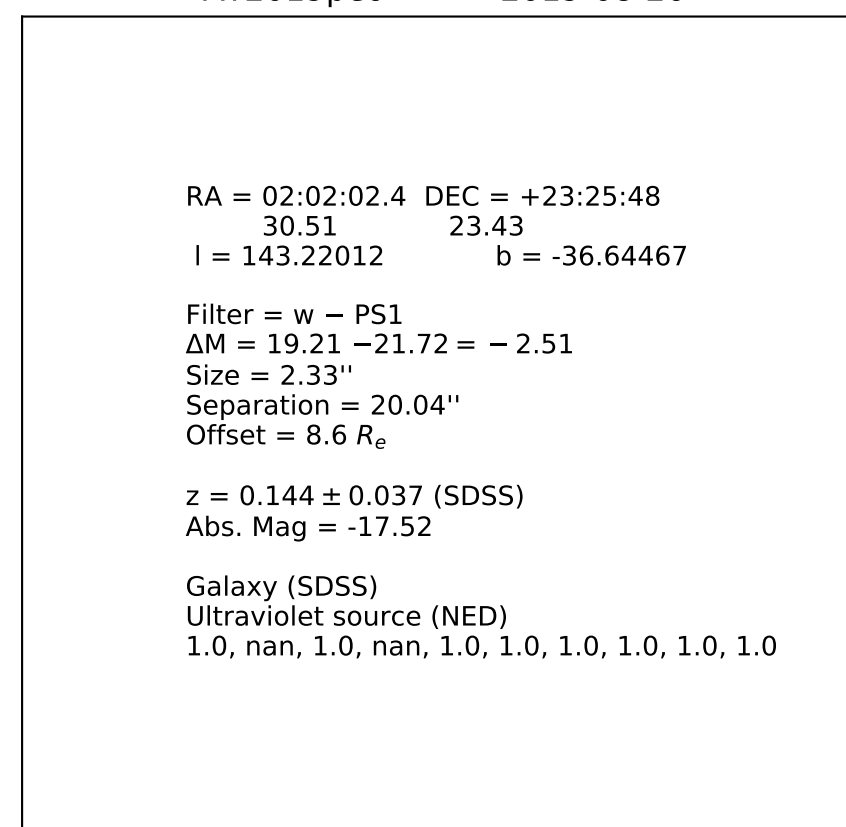 RA = 02:02:02.4 DEC = +23:25:48
30.51 23.43
l = 143.22012 b = -36.64467
Filter = w − PS1
ΔM = 19.21 −21.72 = − 2.51
Size = 2.33''
Separation = 20.04''
Offset = 8.6 Re
z = 0.144 ± 0.037 (SDSS)
Abs. Mag = -17.52
Galaxy (SDSS)
Ultraviolet source (NED)
1.0, nan, 1.0, nan, 1.0, 1.0, 1.0, 1.0, 1.0, 1.0